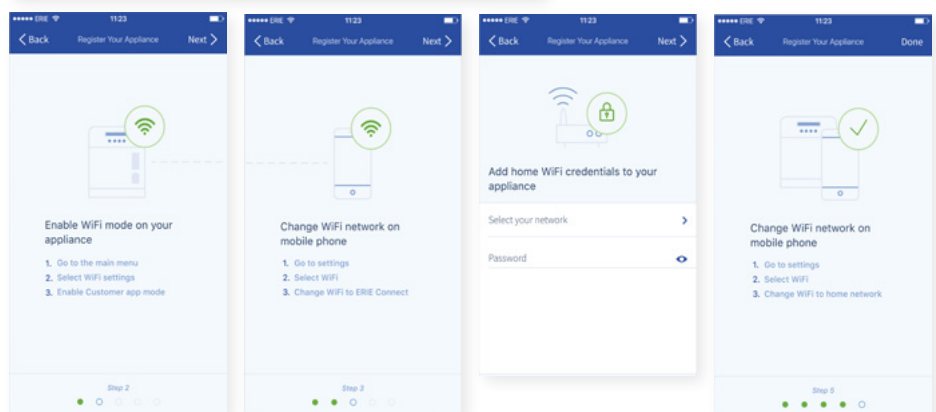 ERIE 11:23
Back Register Your Appliance Next
Enable WiFi mode on your
appliance
1. Go to the main menu
2. Select WiFi settings
3. Enable Customer app mode
Step 2
ERIE 11:23
Back Register Your Appliance Next
Change WiFi network on
mobile phone
1. Go to settings
2. Select WiFi
3. Change WiFi to ERIE Connect
Step 3
ERIE 11:23
Back Register Your Appliance Next
Add home WiFi credentials to your
appliance
Select your network
Password
ERIE 11:23
Back Register Your Appliance Done
Change WiFi network on
mobile phone
1. Go to settings
2. Select WiFi
3. Change WiFi to home network
Step 5